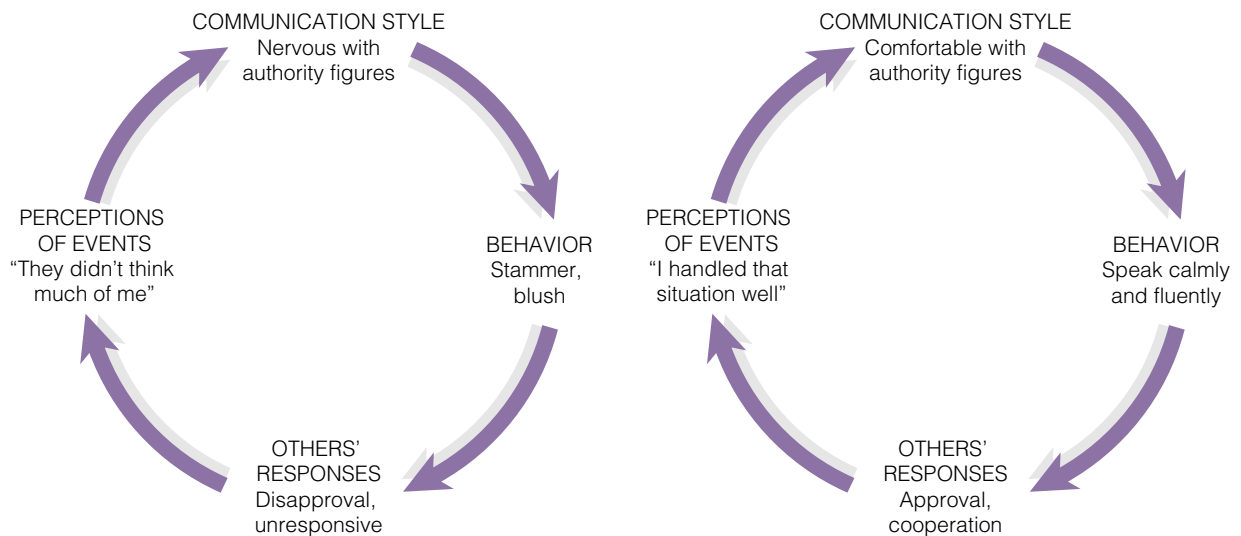 COMMUNICATION STYLE
Nervous with
authority figures
BEHAVIOR
Stammer,
blush
OTHERS’
RESPONSES
Disapproval,
unresponsive
PERCEPTIONS
OF EVENTS
“They didn’t think
much of me”
COMMUNICATION STYLE
Comfortable with
authority figures
BEHAVIOR
Speak calmly
and fluently
OTHERS’
RESPONSES
Approval,
cooperation
PERCEPTIONS
OF EVENTS
“I handled that
situation well”